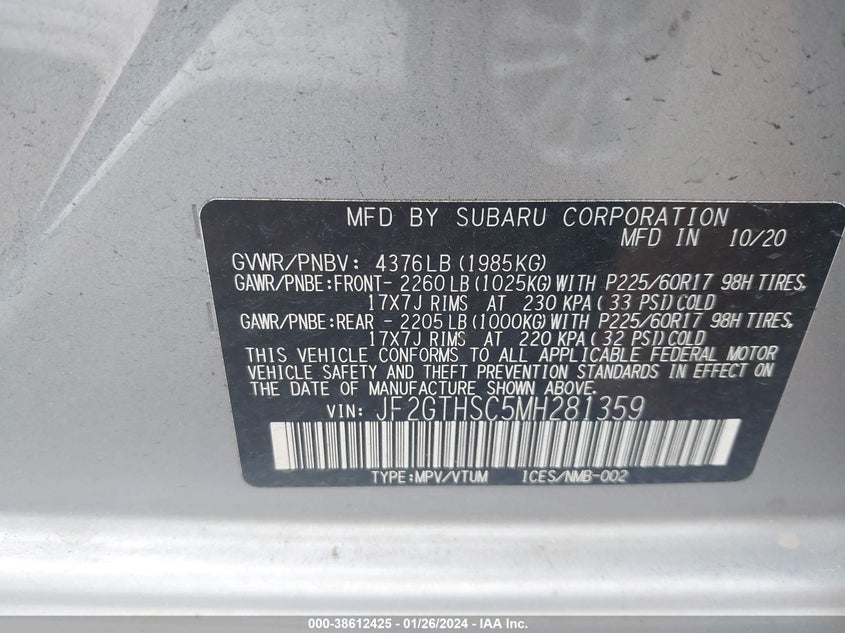 MFD BY SUBARU CORPORATION
MFD IN 10/20
GVWR/PNBV: 4376LB(1985KG)
GAWR/PNBE:FRONT- 2260LB(1025KG)WITH P225/60R17 98H TIRES,
17X7J RIMS AT 230 KPA(33 PSI)COLD
GAWR/PNBE:REAR - 2205LB(1000KG)WITH P225/60R17 98H TIRES,
17X7J RIMS AT 220 KPA(32 PSI)COLD
THIS VEHICLE CONFORMS TO ALL APPLICABLE FEDERAL MOTOR
VEHICLE SAFETY AND THEFT PREVENTION STANDARDS IN EFFECT ON
THE DATE OF MANUFACTURE SHOWN ABOVE.
VIN: JF2GTHSC5MH281359
TYPE:MPV/VTUM ICES/NMB-002
000-38612425 - 01/26/2024 - IAA Inc.